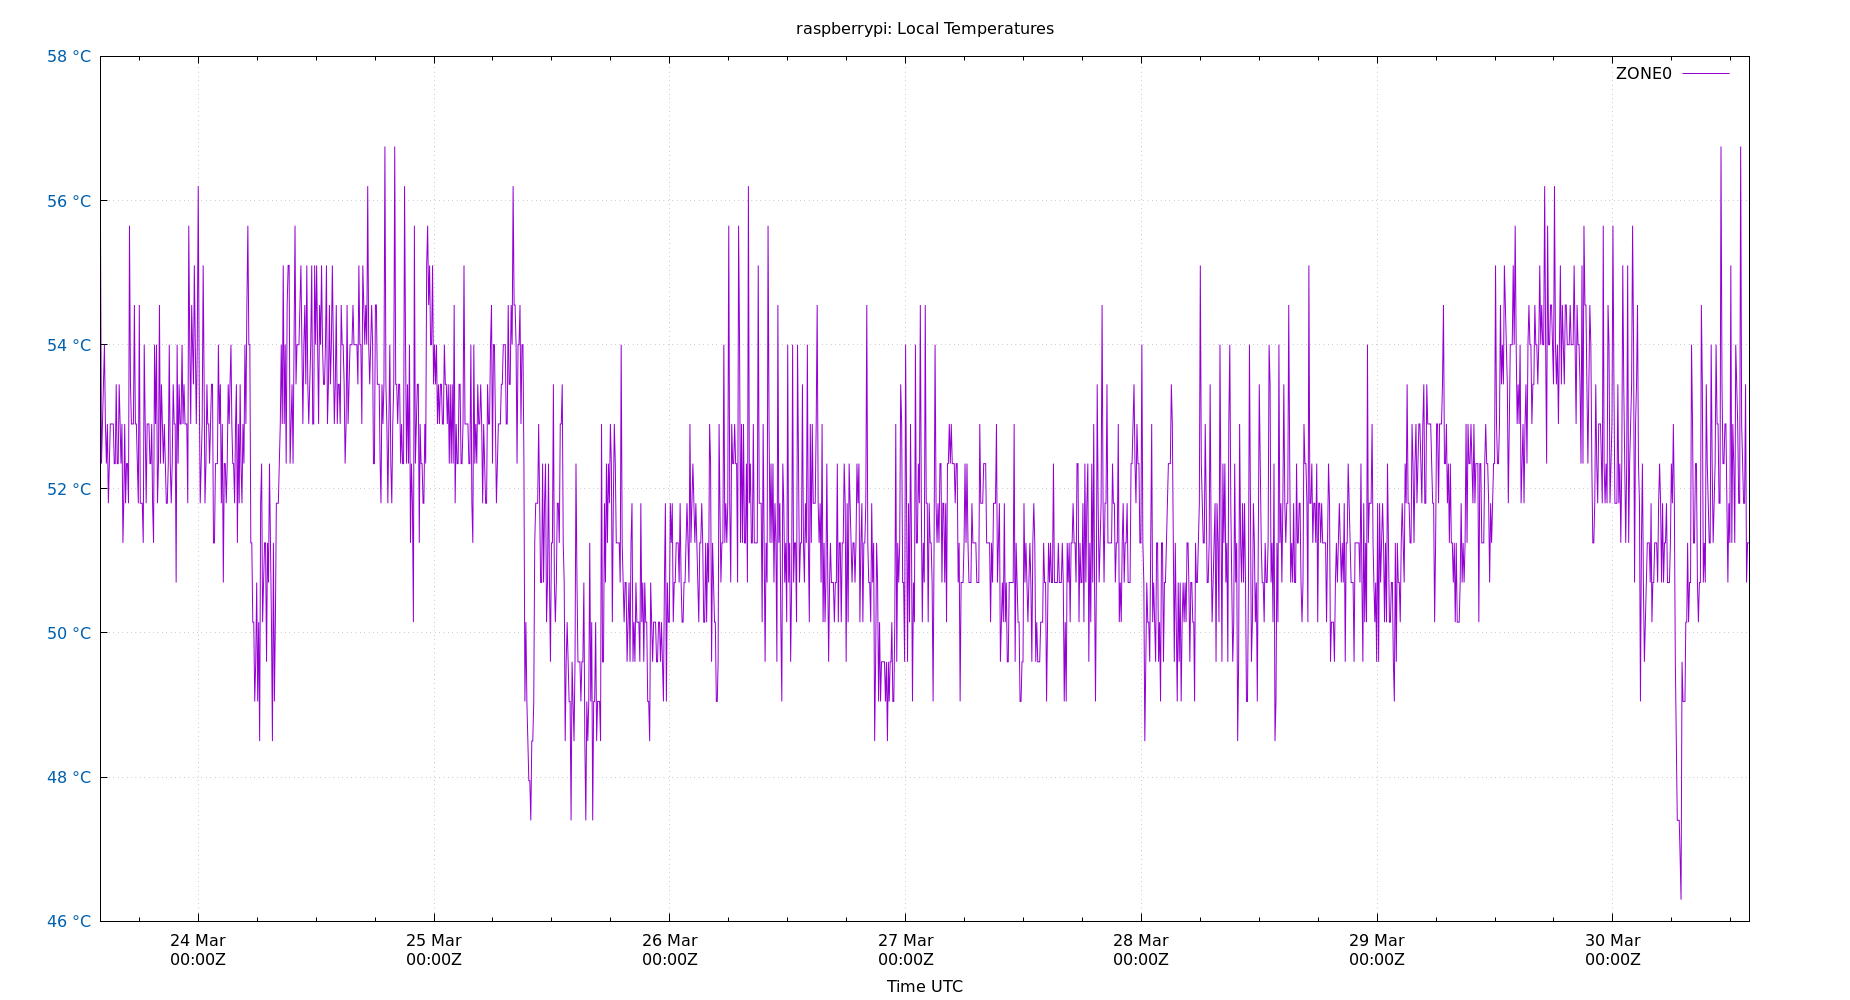 raspberrypi: Local Temperatures
58 °C
ZONE0
56 °C
54 °C
52 °C
50 °C
48 °C
46 °C
24 Mar 25 Mar 26 Mar 27 Mar 28 Mar 29 Mar 30 Mar
00:00Z 00:00Z 00:00Z 00:00Z 00:00Z 00:00Z 00:00Z
Time UTC